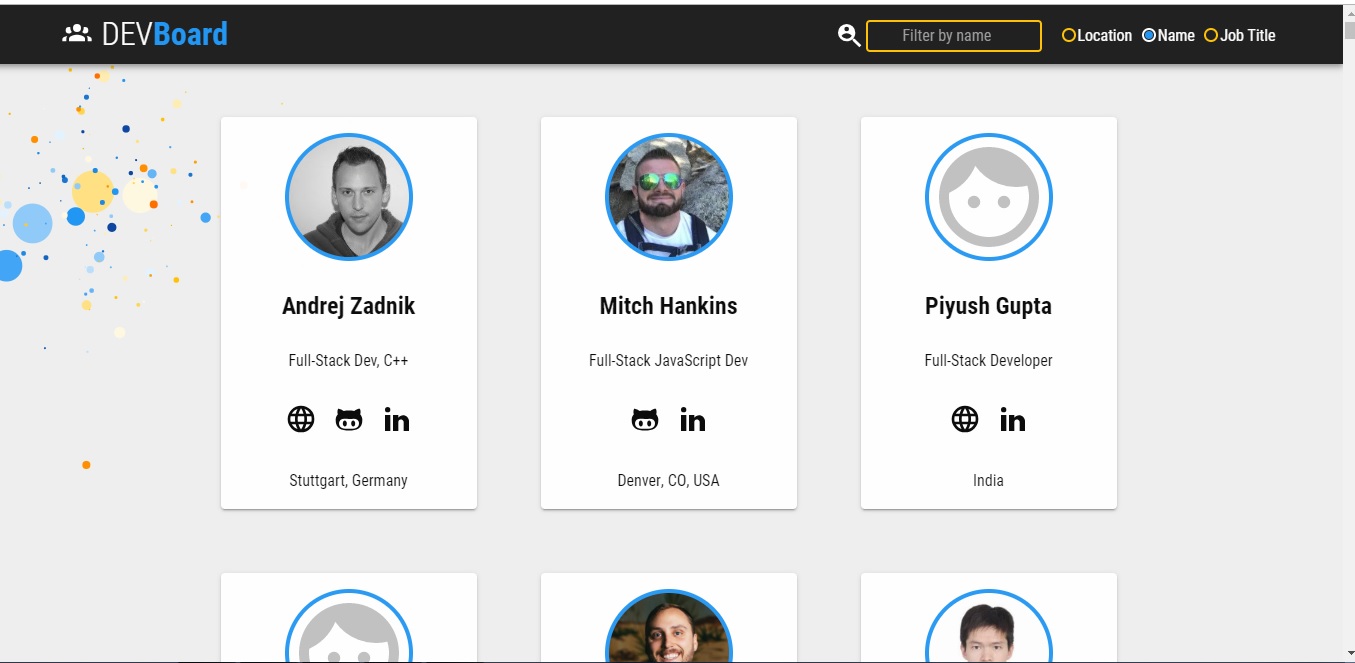 DEVBoard
Filter by name
Location Name Job Title
Andrej Zadnik
Full-Stack Dev, C++
in
Stuttgart, Germany
Mitch Hankins
Full-Stack JavaScript Dev
in
Denver, CO, USA
Piyush Gupta
Full-Stack Developer
in
India